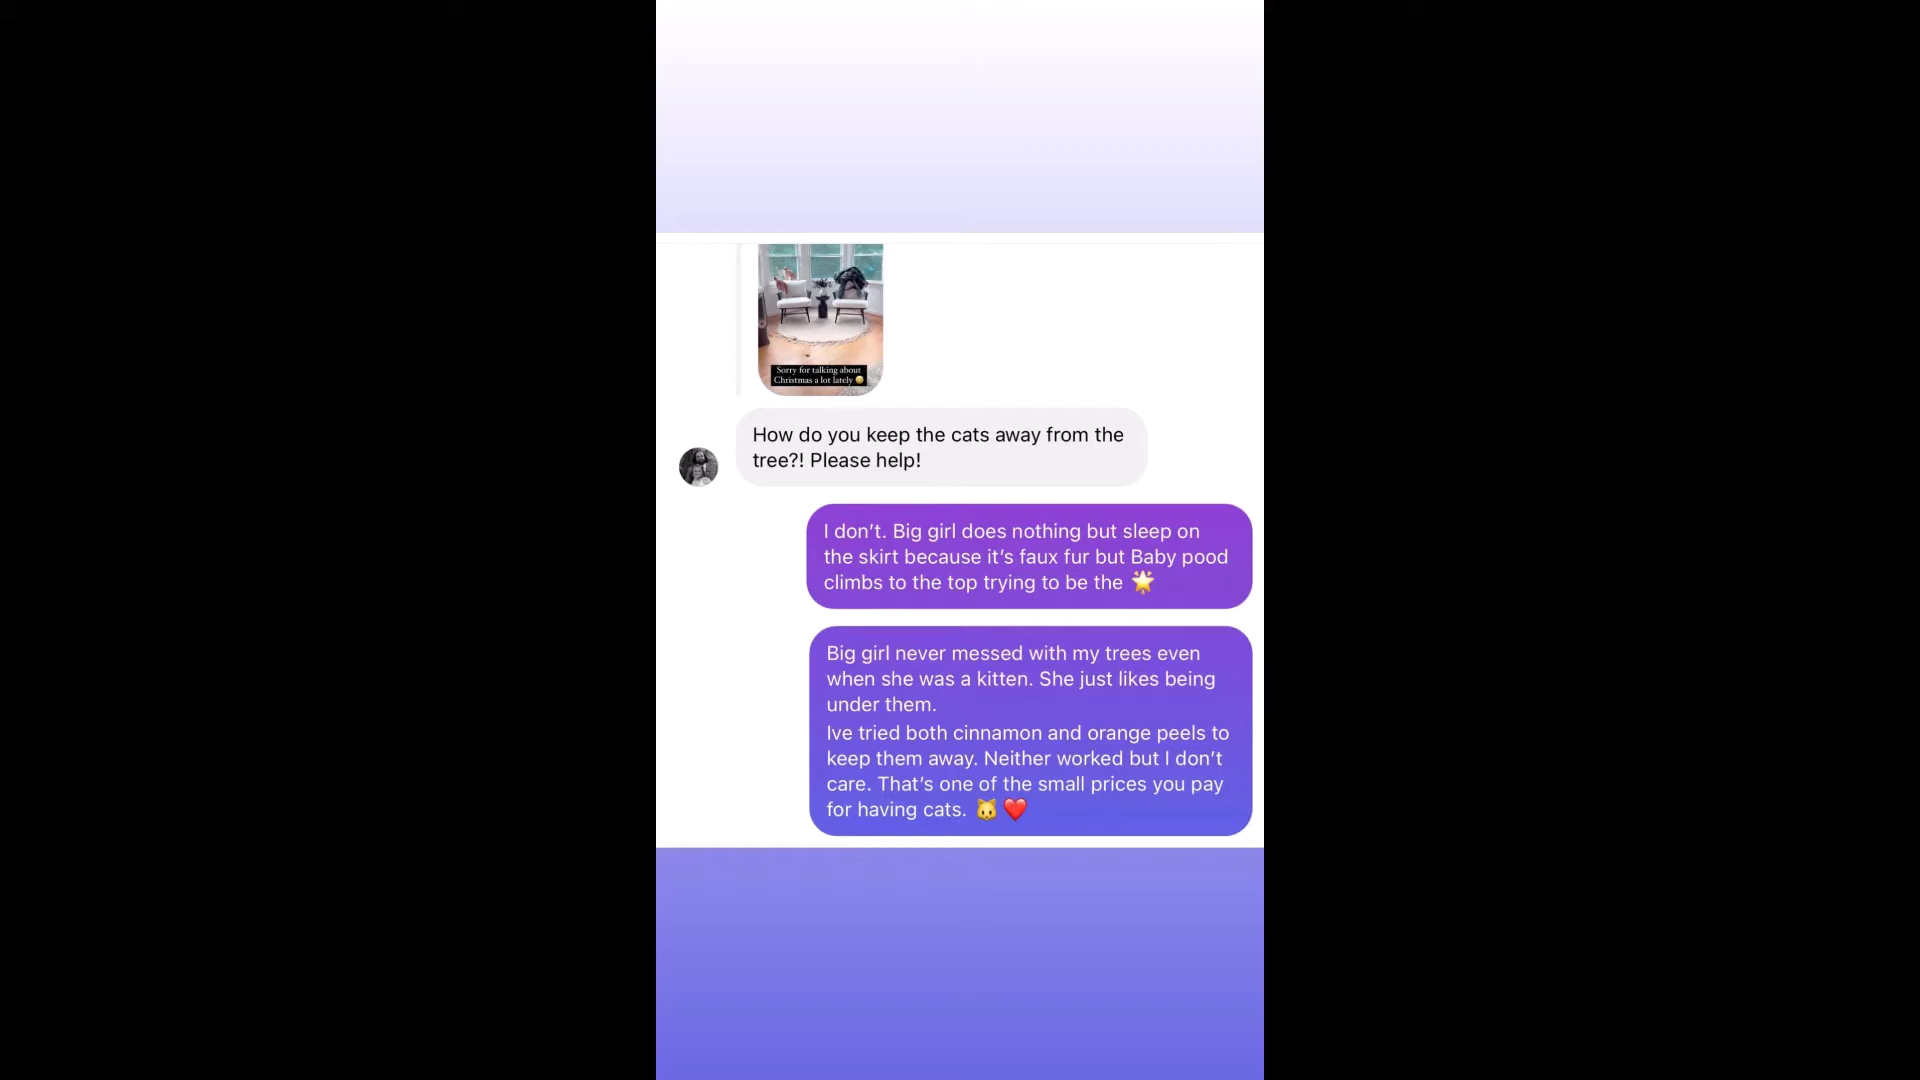 Sorry for talking about
Christmas a lot lately 😅
How do you keep the cats away from the
tree?! Please help!
I don’t. Big girl does nothing but sleep on
the skirt because it’s faux fur but Baby pood
climbs to the top trying to be the 🌟
Big girl never messed with my trees even
when she was a kitten. She just likes being
under them.
Ive tried both cinnamon and orange peels to
keep them away. Neither worked but I don’t
care. That’s one of the small prices you pay
for having cats. 🐱❤️